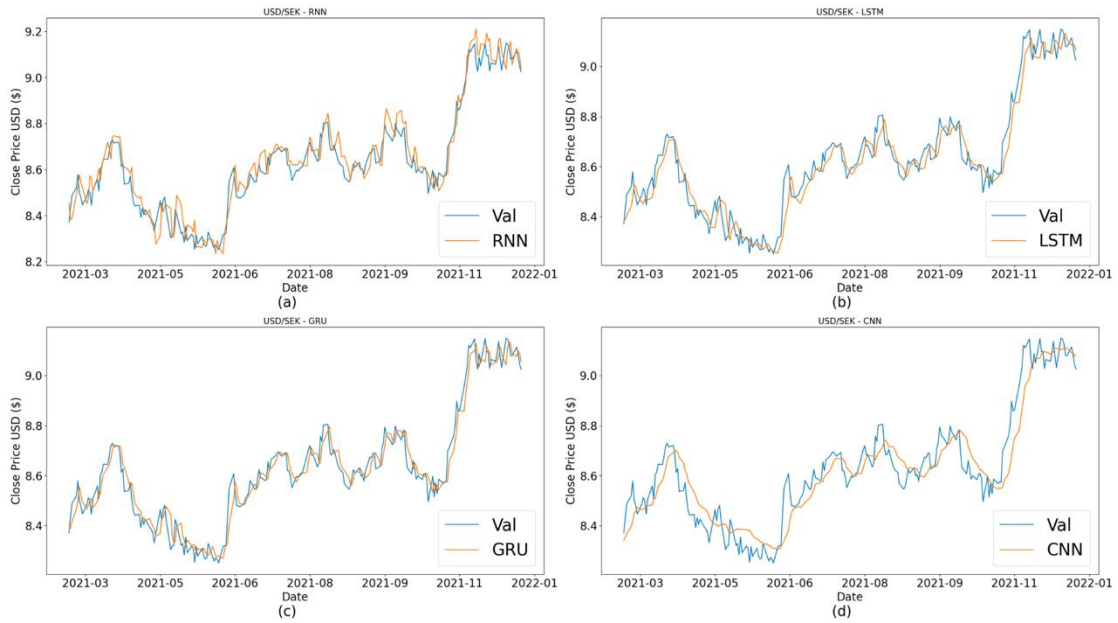 USD/SEK - RNN
Close Price USD ($)
9.2
9.0
8.8
8.6
8.4
8.2
Val
RNN
2021-03 2021-05 2021-06 2021-08 2021-09 2021-11 2022-01
Date
(a)
USD/SEK - LSTM
Close Price USD ($)
9.0
8.8
8.6
8.4
Val
LSTM
2021-03 2021-05 2021-06 2021-08 2021-09 2021-11 2022-01
Date
(b)
USD/SEK - GRU
Close Price USD ($)
9.0
8.8
8.6
8.4
Val
GRU
2021-03 2021-05 2021-06 2021-08 2021-09 2021-11 2022-01
Date
(c)
USD/SEK - CNN
Close Price USD ($)
9.0
8.8
8.6
8.4
Val
CNN
2021-03 2021-05 2021-06 2021-08 2021-09 2021-11 2022-01
Date
(d)